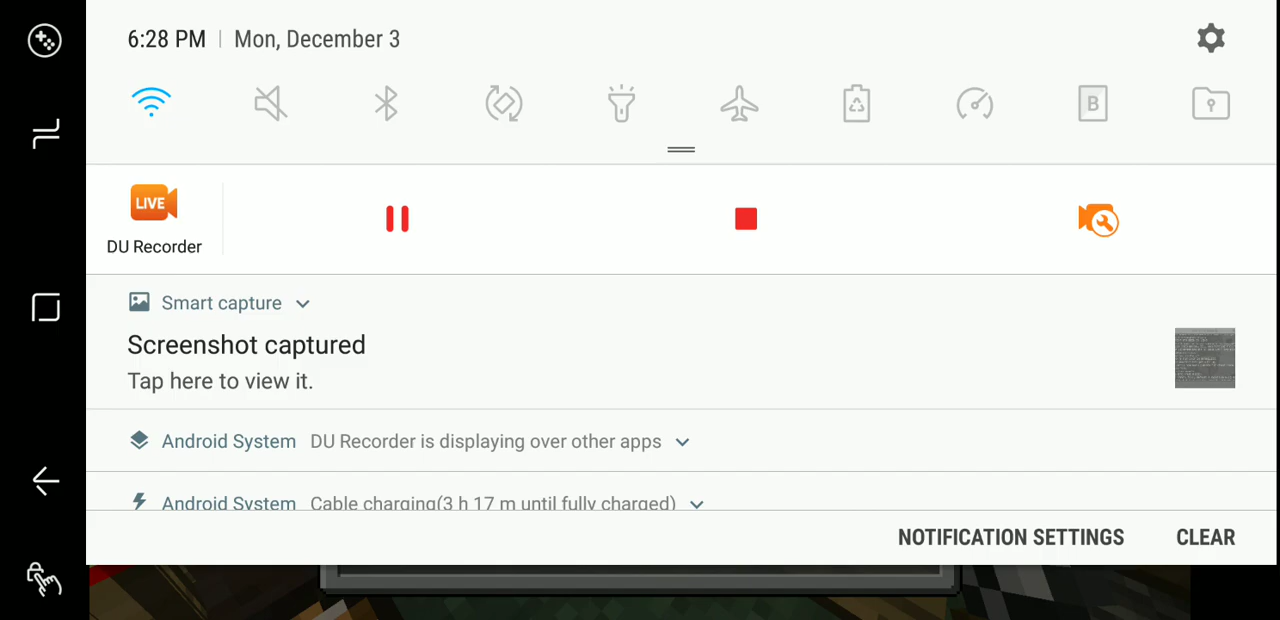 6:28 PM | Mon, December 3
B
LIVE
DU Recorder
Smart capture
Screenshot captured
Tap here to view it.
Android System DU Recorder is displaying over other apps
Android System Cable charging(3 h 17 m until fully charged)
NOTIFICATION SETTINGS CLEAR